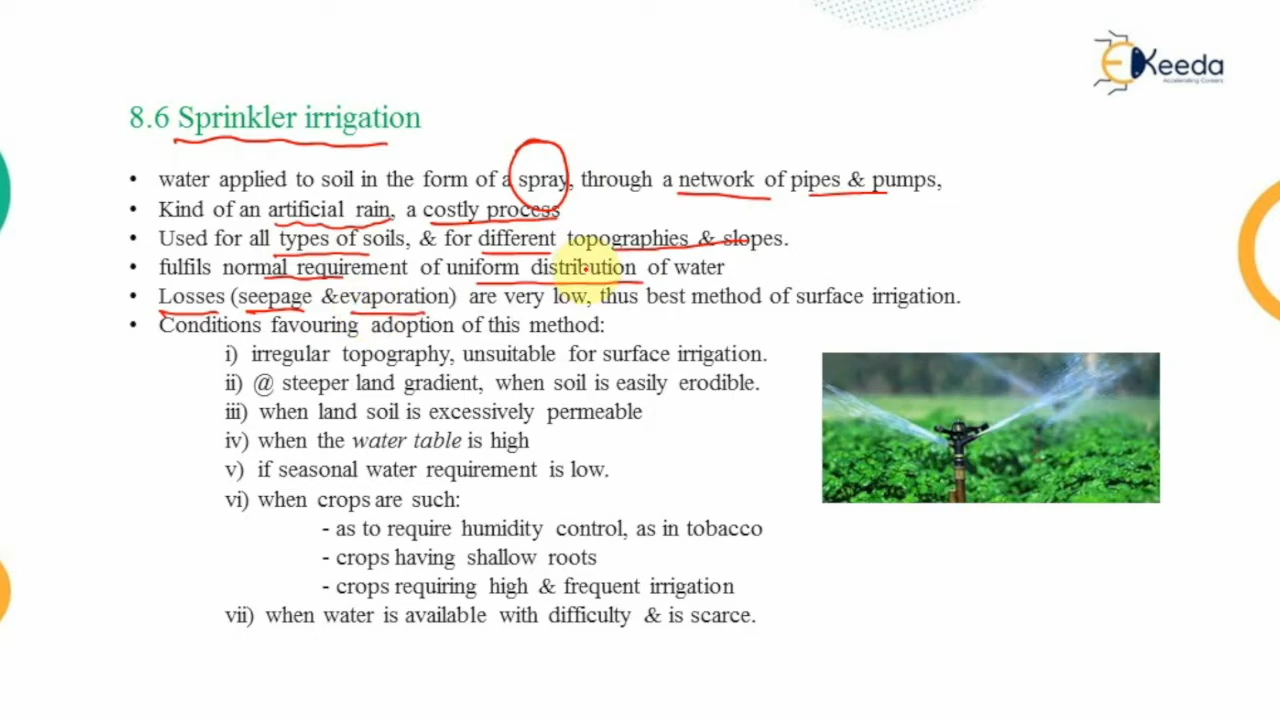 EKeeda
Accelerating Careers
8.6 Sprinkler irrigation
• water applied to soil in the form of a spray, through a network of pipes & pumps,
• Kind of an artificial rain, a costly process
• Used for all types of soils, & for different topographies & slopes.
• fulfils normal requirement of uniform distribution of water
• Losses (seepage &evaporation) are very low, thus best method of surface irrigation.
• Conditions favouring adoption of this method:
i) irregular topography, unsuitable for surface irrigation.
ii) @ steeper land gradient, when soil is easily erodible.
iii) when land soil is excessively permeable
iv) when the water table is high
v) if seasonal water requirement is low.
vi) when crops are such:
- as to require humidity control, as in tobacco
- crops having shallow roots
- crops requiring high & frequent irrigation
vii) when water is available with difficulty & is scarce.